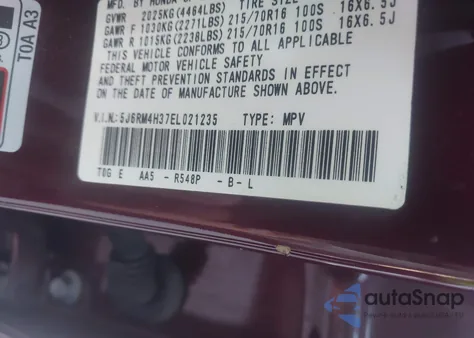 MFD. BY HONDA
TIRE SIZE
GVWR 2025KG(4464LBS)
GAWR F 1030KG(2271LBS) 215/70R16 100S 16X6.5J
GAWR R 1015KG(2238LBS) 215/70R16 100S 16X6.5J
THIS VEHICLE CONFORMS TO ALL APPLICABLE
FEDERAL MOTOR VEHICLE SAFETY
AND THEFT PREVENTION STANDARDS IN EFFECT
ON THE DATE OF MANUFACTURE SHOWN ABOVE.
V.I.N.:5J6RM4H37EL021235 TYPE: MPV
T0G E AA5 - R548P - B - L
T0A A3
autoSnap